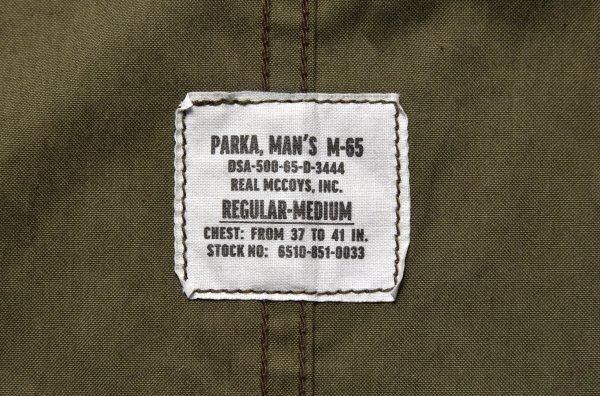 PARKA, MAN'S M-65
DSA-500-65-D-3444
REAL MCCOYS, INC.
REGULAR-MEDIUM
CHEST: FROM 37 TO 41 IN.
STOCK NO: 6510-851-0033